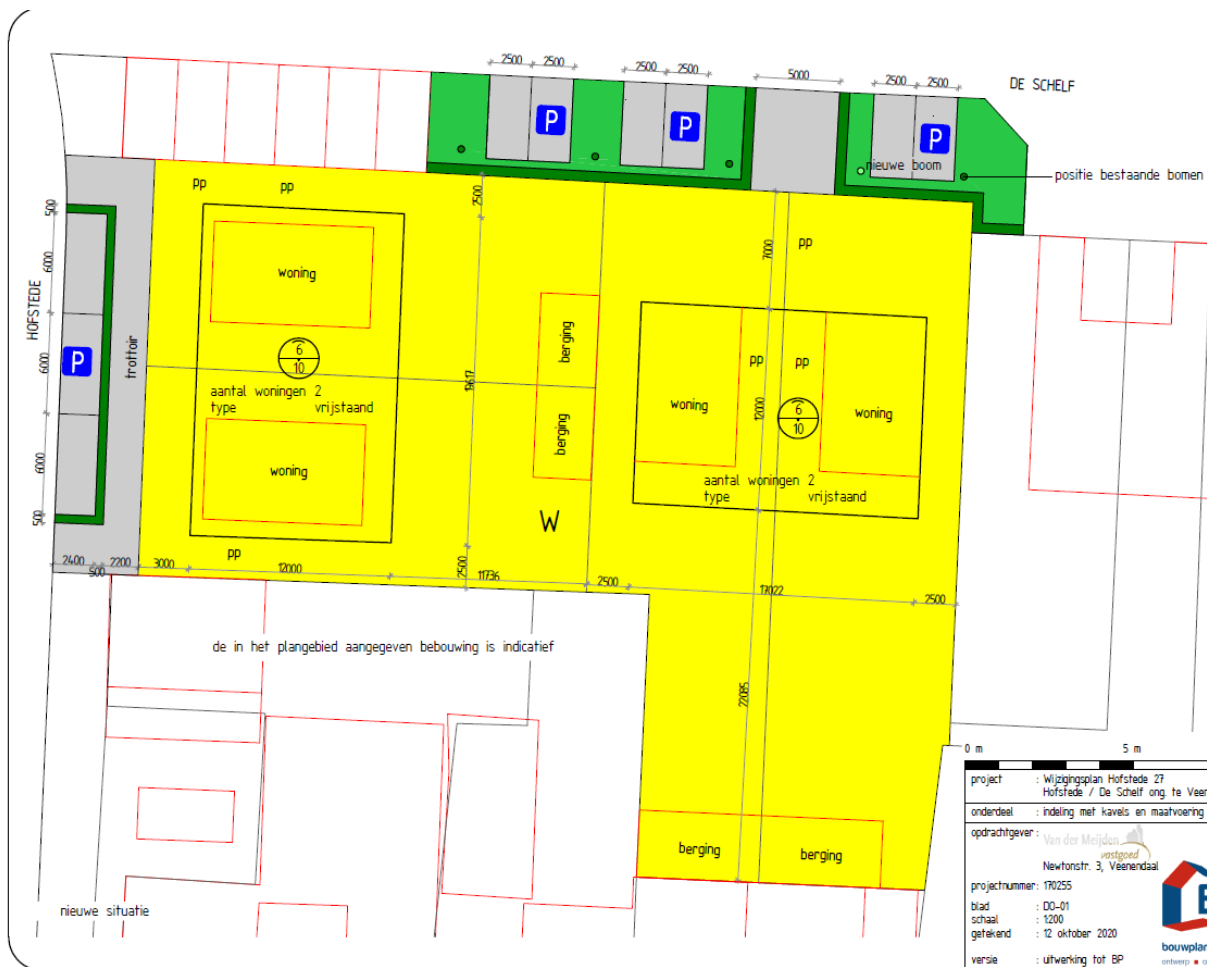 2500 2500
2500 2500
5000
2500 2500
DE SCHELF
P
P
P
nieuwe boom
positie bestaande bomen
pp
pp
2500
7000
pp
500
6000
HOFSTEDE
6000
P
6000
500
trottoir
woning
6
10
aantal woningen 2
type vrijstaand
woning
19617
berging
berging
woning
pp
pp
12000
6
10
woning
aantal woningen 2
type vrijstaand
W
pp
2400
500
2200
3000
12000
2500
11736
2500
17022
2500
de in het plangebied aangegeven bebouwing is indicatief
22085
berging
berging
nieuwe situatie
0 m 5 m
project : Wijzigingsplan Hofstede 27
Hofstede / De Schelf ong. te Veen
onderdeel : indeling met kavels en maatvoering
opdrachtgever :
Van der Meijden
vastgoed
Newtonstr. 3, Veenendaal
projectnummer: 170255
blad : DO-01
schaal : 1:200
getekend : 12 oktober 2020
versie : uitwerking tot BP
bouwplan
ontwerp